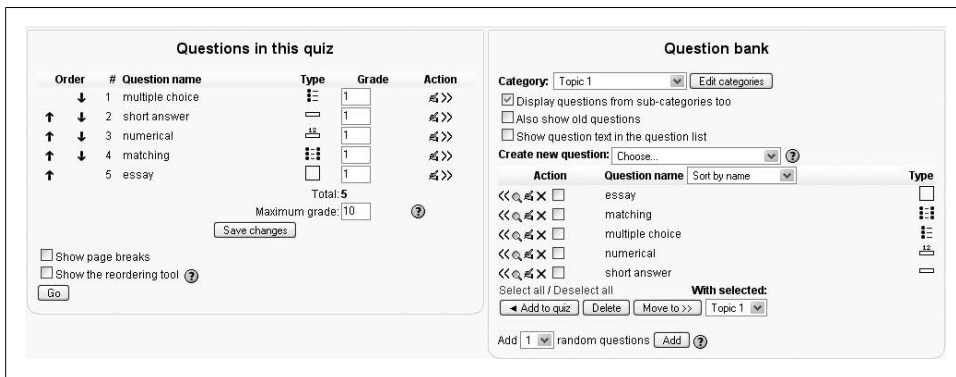 Questions in this quiz
Order # Question name Type Grade Action
1 multiple choice 1
2 short answer 1
3 numerical 12 1
4 matching 1
5 essay 1
Total: 5
Maximum grade: 10 ?
Save changes
Show page breaks
Show the reordering tool ?
Go
Question bank
Category: Topic 1 Edit categories
Display questions from sub-categories too
Also show old questions
Show question text in the question list
Create new question: Choose... ?
Action Question name Sort by name Type
essay
matching
multiple choice
numerical 12
short answer
Select all / Deselect all With selected:
◄ Add to quiz Delete Move to >> Topic 1
Add 1 random questions Add ?